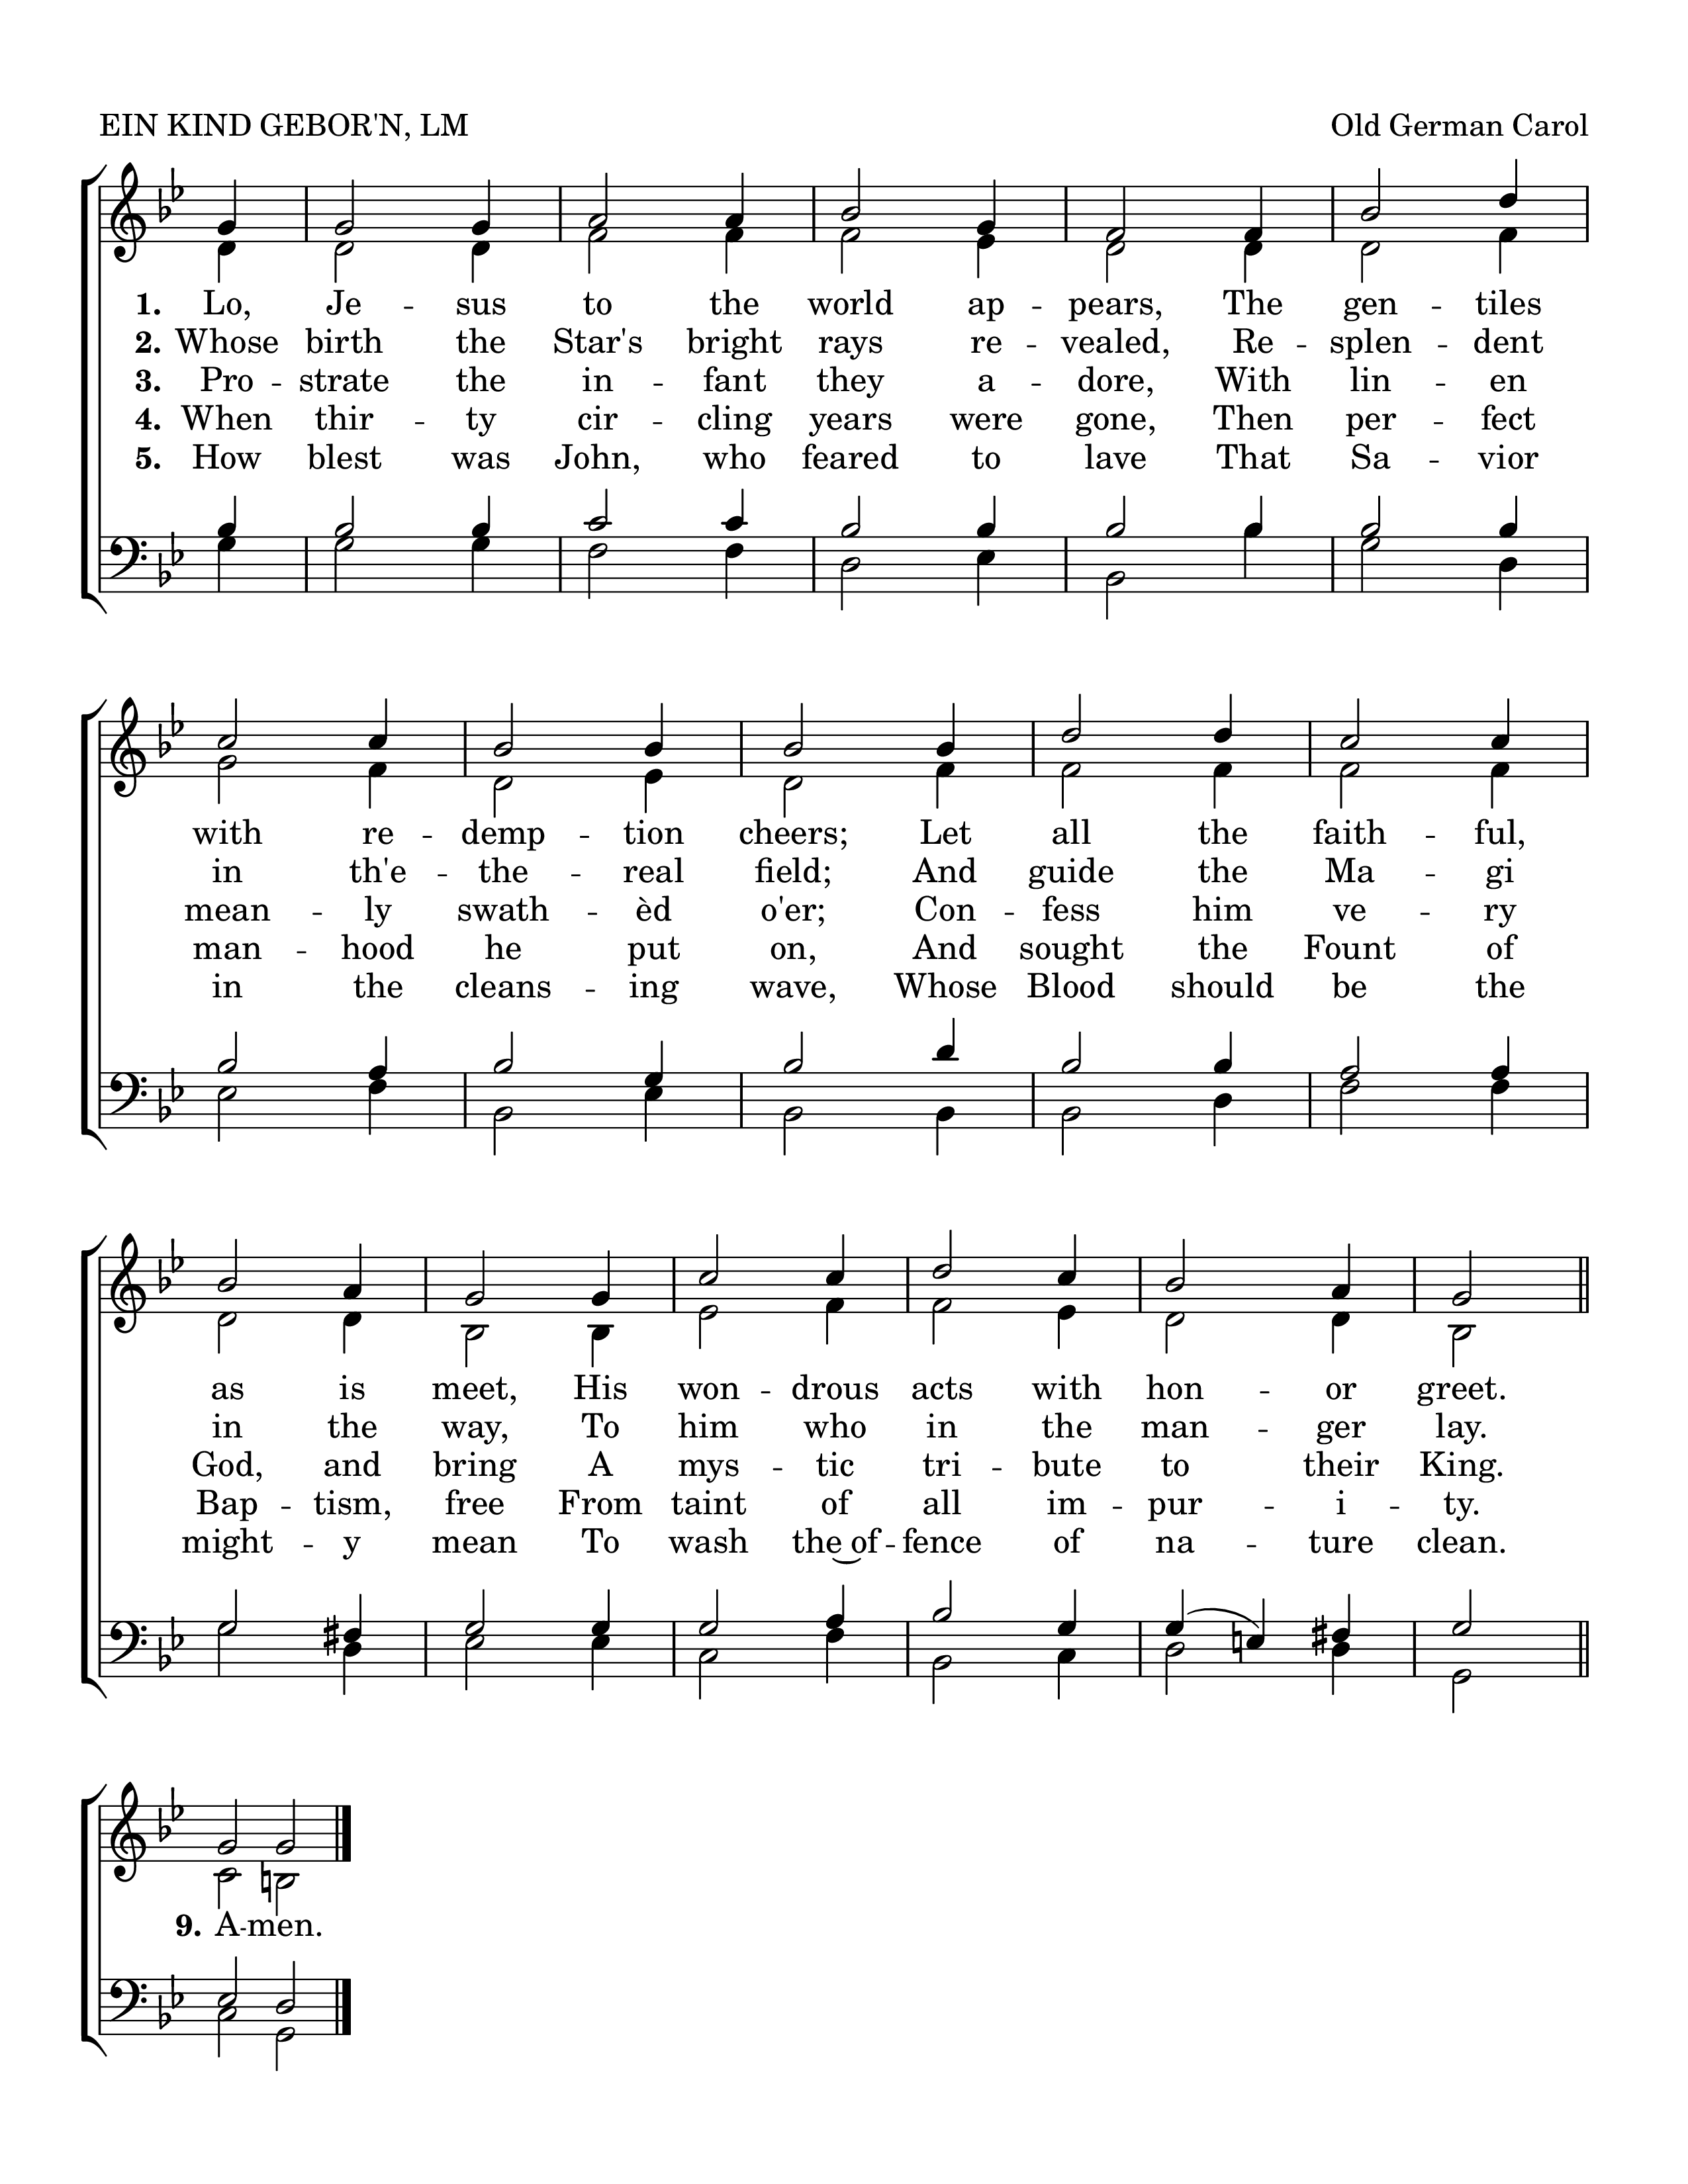 EIN KIND GEBOR'N, LM Old German Carol
1. Lo, Je - sus to the world ap - pears, The gen - tiles
2. Whose birth the Star's bright rays re - vealed, Re - splen - dent
3. Pro - strate the in - fant they a - dore, With lin - en
4. When thir - ty cir - cling years were gone, Then per - fect
5. How blest was John, who feared to lave That Sa - vior
with re - demp - tion cheers; Let all the faith - ful,
in th'e - the - real field; And guide the Ma - gi
mean - ly swath - èd o'er; Con - fess him ve - ry
man - hood he put on, And sought the Fount of
in the cleans - ing wave, Whose Blood should be the
as is meet, His won - drous acts with hon - or greet.
in the way, To him who in the man - ger lay.
God, and bring A mys - tic tri - bute to their King.
Bap - tism, free From taint of all im - pur - i - ty.
might - y mean To wash the‿of - fence of na - ture clean.
9. A - men.